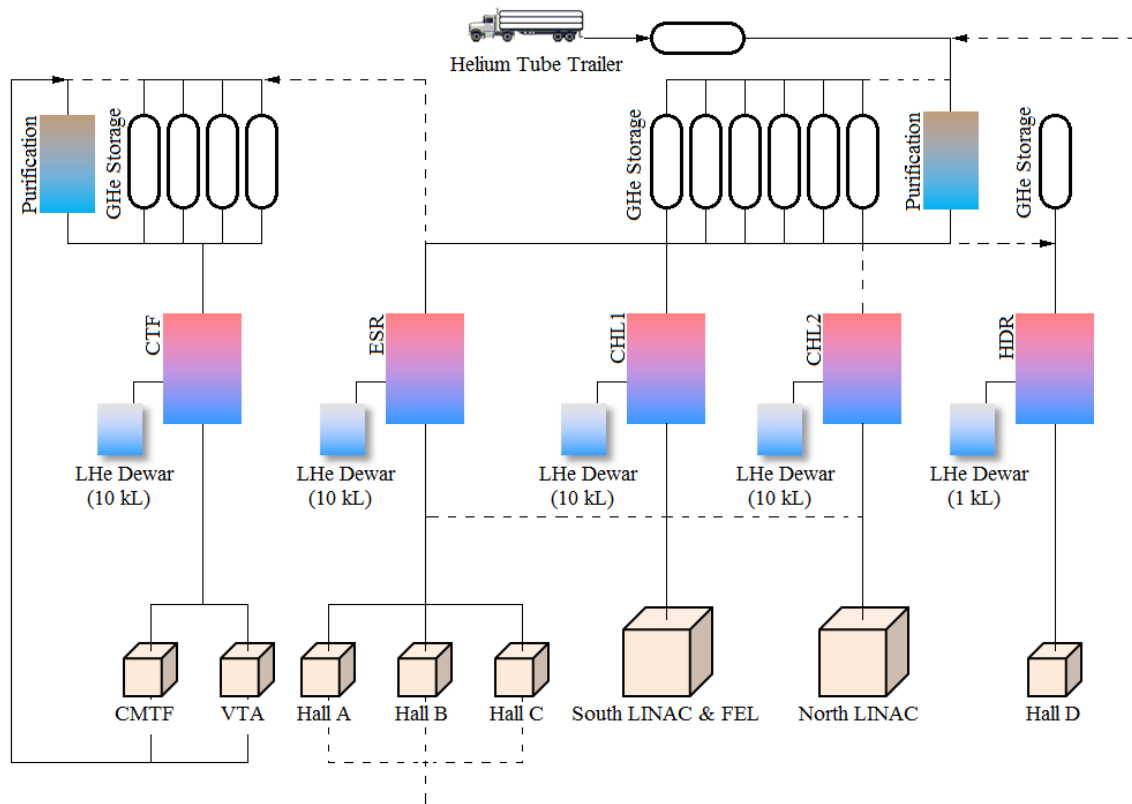 Helium Tube Trailer
Purification
GHe Storage
GHe Storage
Purification
GHe Storage
CTF
ESR
CHL1
CHL2
HDR
LHe Dewar
(10 kL)
LHe Dewar
(10 kL)
LHe Dewar
(10 kL)
LHe Dewar
(10 kL)
LHe Dewar
(1 kL)
CMTF
VTA
Hall A
Hall B
Hall C
South LINAC & FEL
North LINAC
Hall D